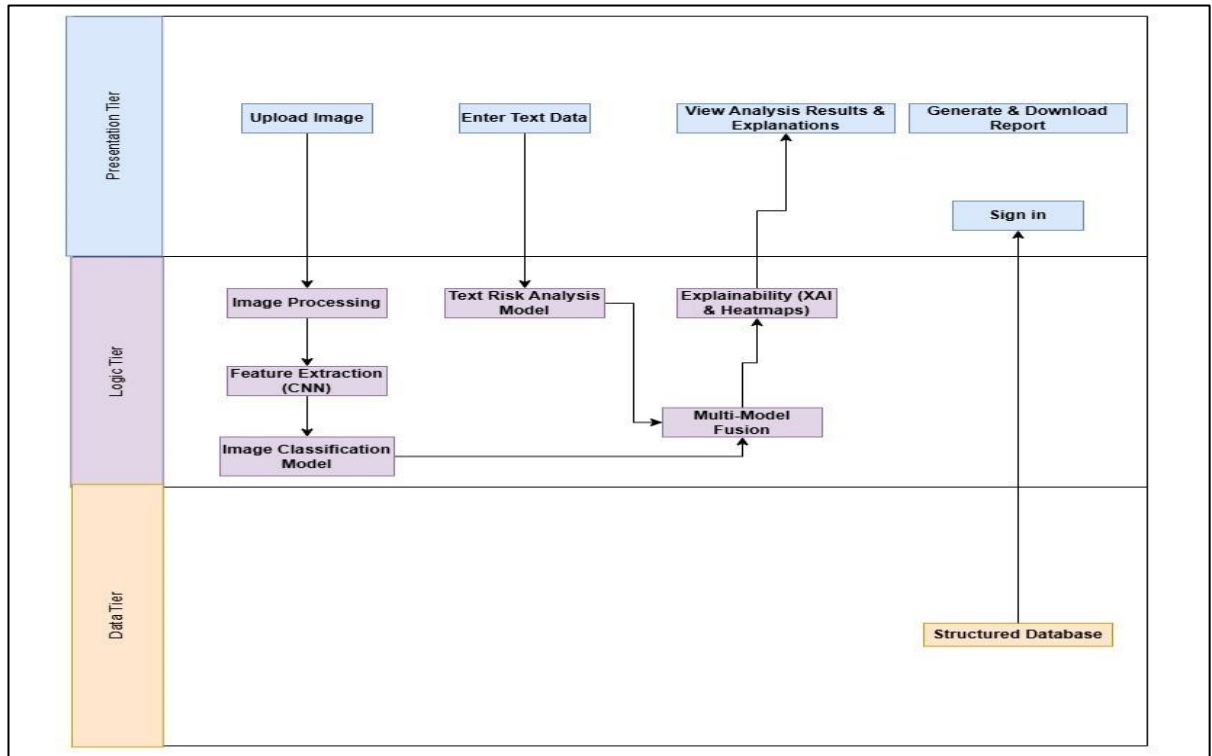 Presentation Tier
Upload Image
Enter Text Data
View Analysis Results &
Explanations
Generate & Download
Report
Sign in
Logic Tier
Image Processing
Text Risk Analysis
Model
Explainability (XAI
& Heatmaps)
Feature Extraction
(CNN)
Multi-Model
Fusion
Image Classification
Model
Data Tier
Structured Database